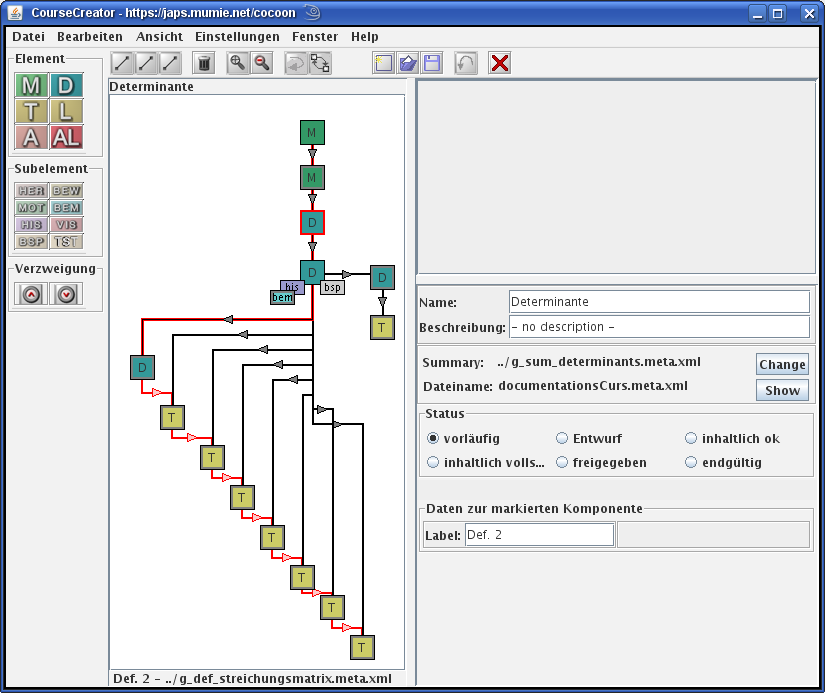 CourseCreator - https://japs.mumie.net/cocoon
Datei Bearbeiten Ansicht Einstellungen Fenster Help
Element
M D
T L
A AL
Subelement
HER BEW
MOT BEM
HIS VIS
BSP TST
Verzweigung
Determinante
M
M
D
D
his
bem
bsp
D
T
D
T
T
T
T
T
T
T
Def. 2 - ../g_def_streichungsmatrix.meta.xml
Name: Determinante
Beschreibung: - no description -
Summary: ../g_sum_determinants.meta.xml Change
Dateiname: documentationsCurs.meta.xml Show
Status
vorläufig Entwurf inhaltlich ok
inhaltlich volls... freigegeben endgültig
Daten zur markierten Komponente
Label: Def. 2